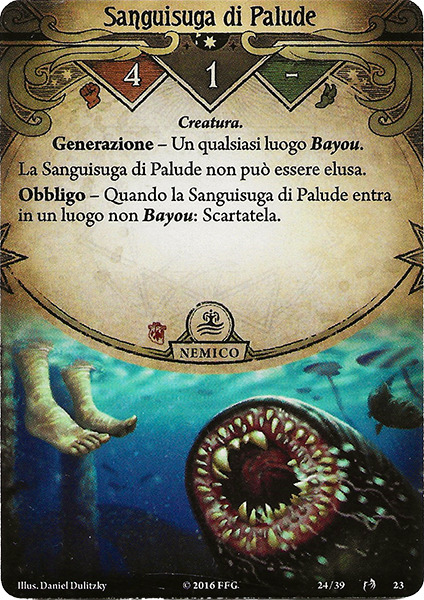 Sanguisuga di Palude
4 1 –
Creatura.
Generazione – Un qualsiasi luogo Bayou.
La Sanguisuga di Palude non può essere elusa.
Obbligo – Quando la Sanguisuga di Palude entra
in un luogo non Bayou: Scartatela.
NEMICO
Illus. Daniel Dulitzky © 2016 FFG. 24/39 23